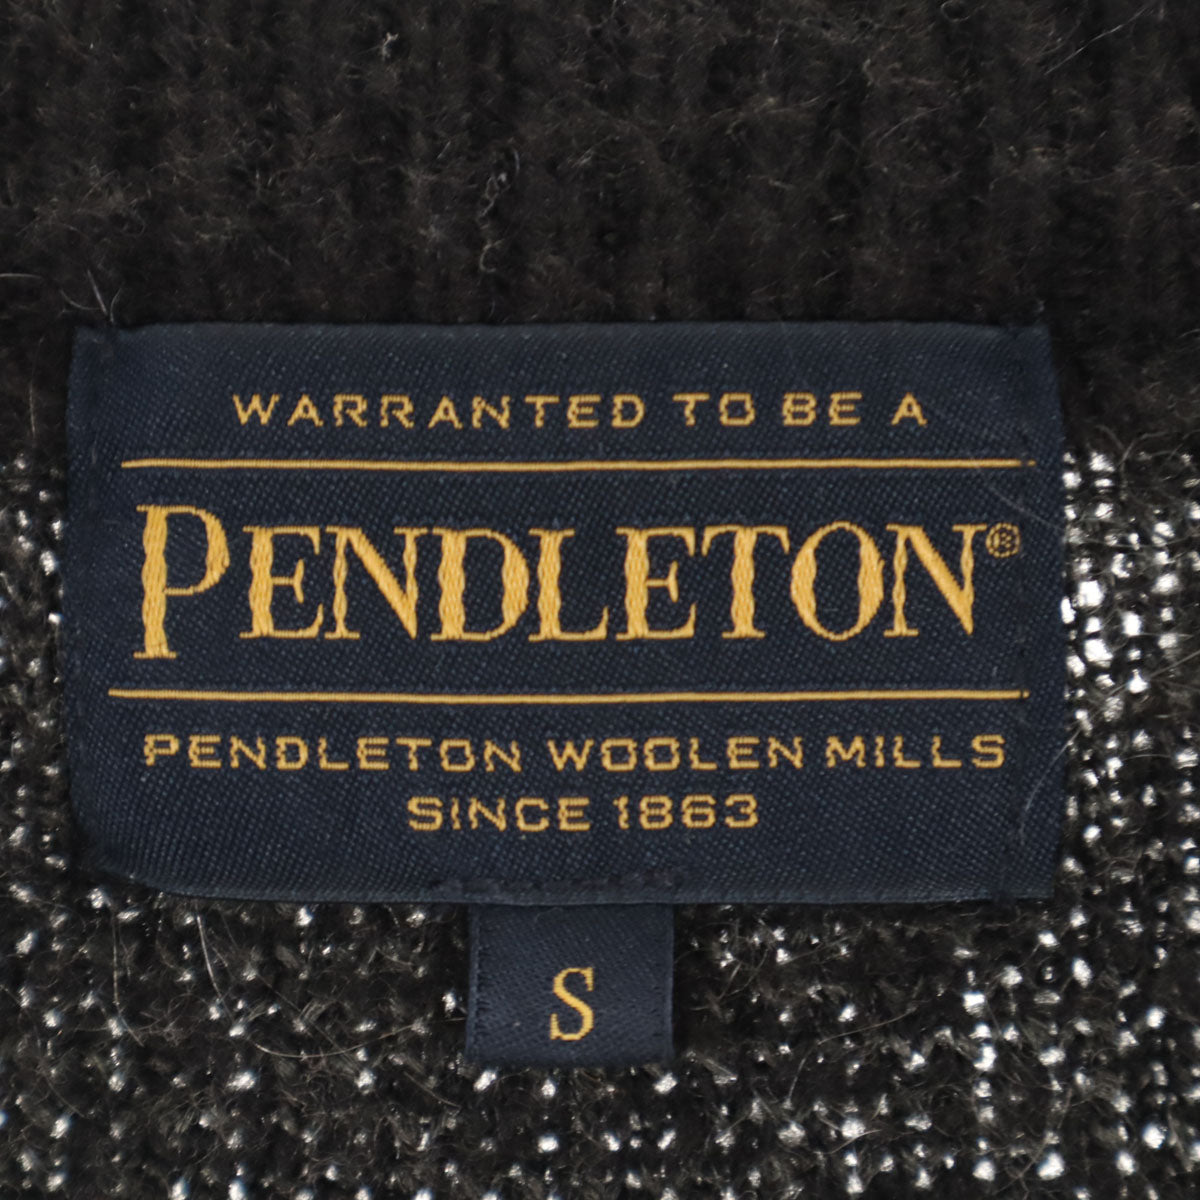 WARRANTED TO BE A
PENDLETON®
PENDLETON WOOLEN MILLS
SINCE 1863
S